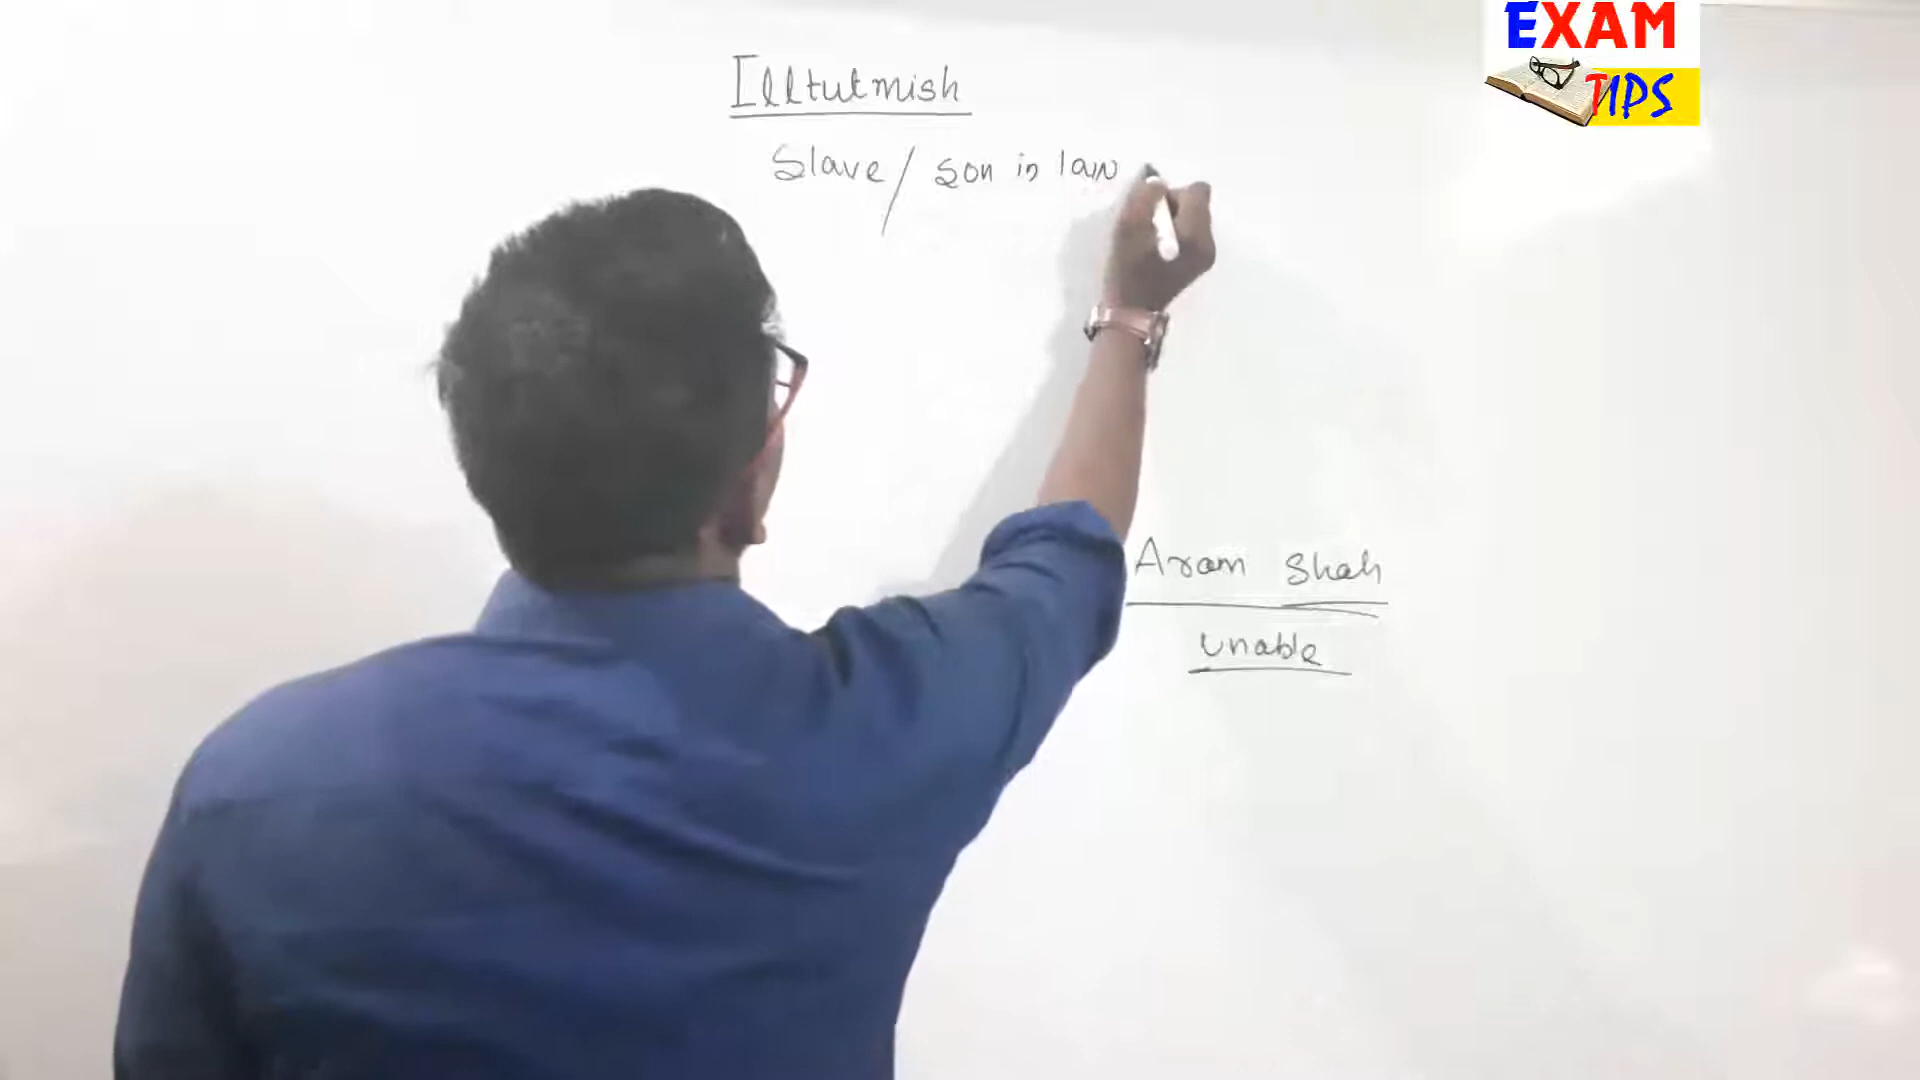 EXAM
TIPS
Illtutmish
Slave / son in law
Aram Shah
unable